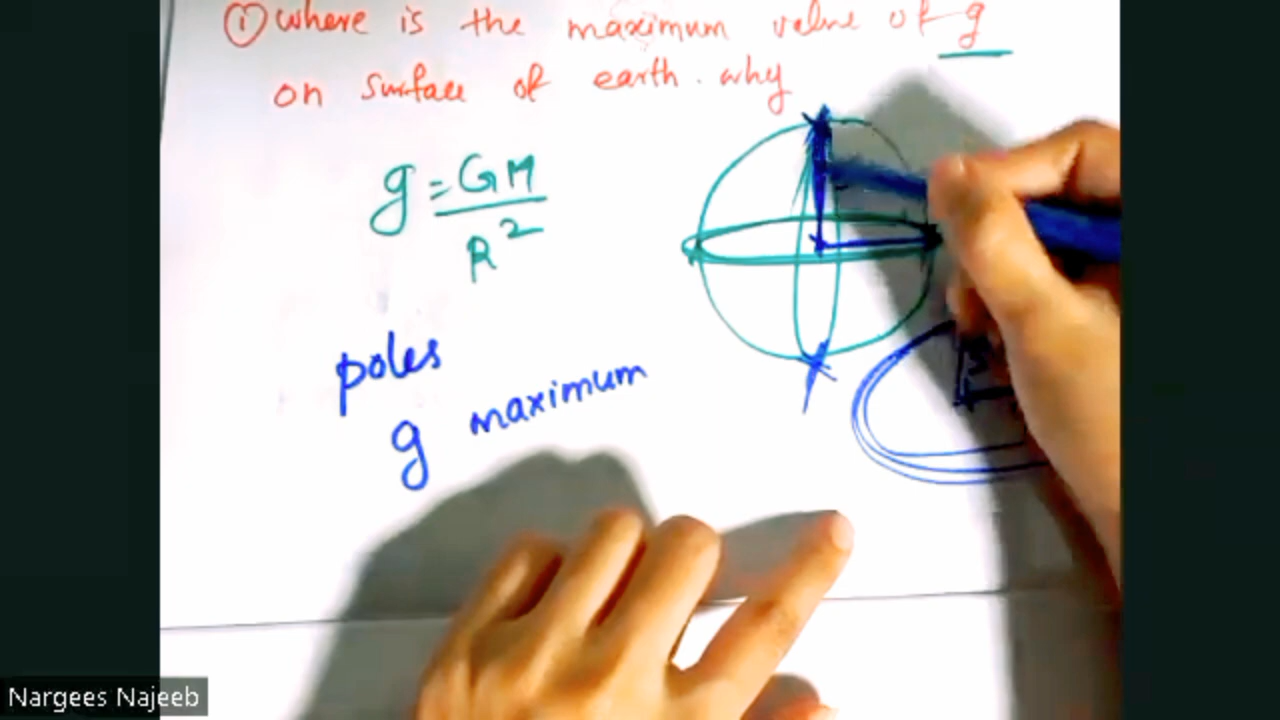 ① where is the maximum value of g
on surface of earth. why
g = GM
R²
poles
g maximum
Nargees Najeeb